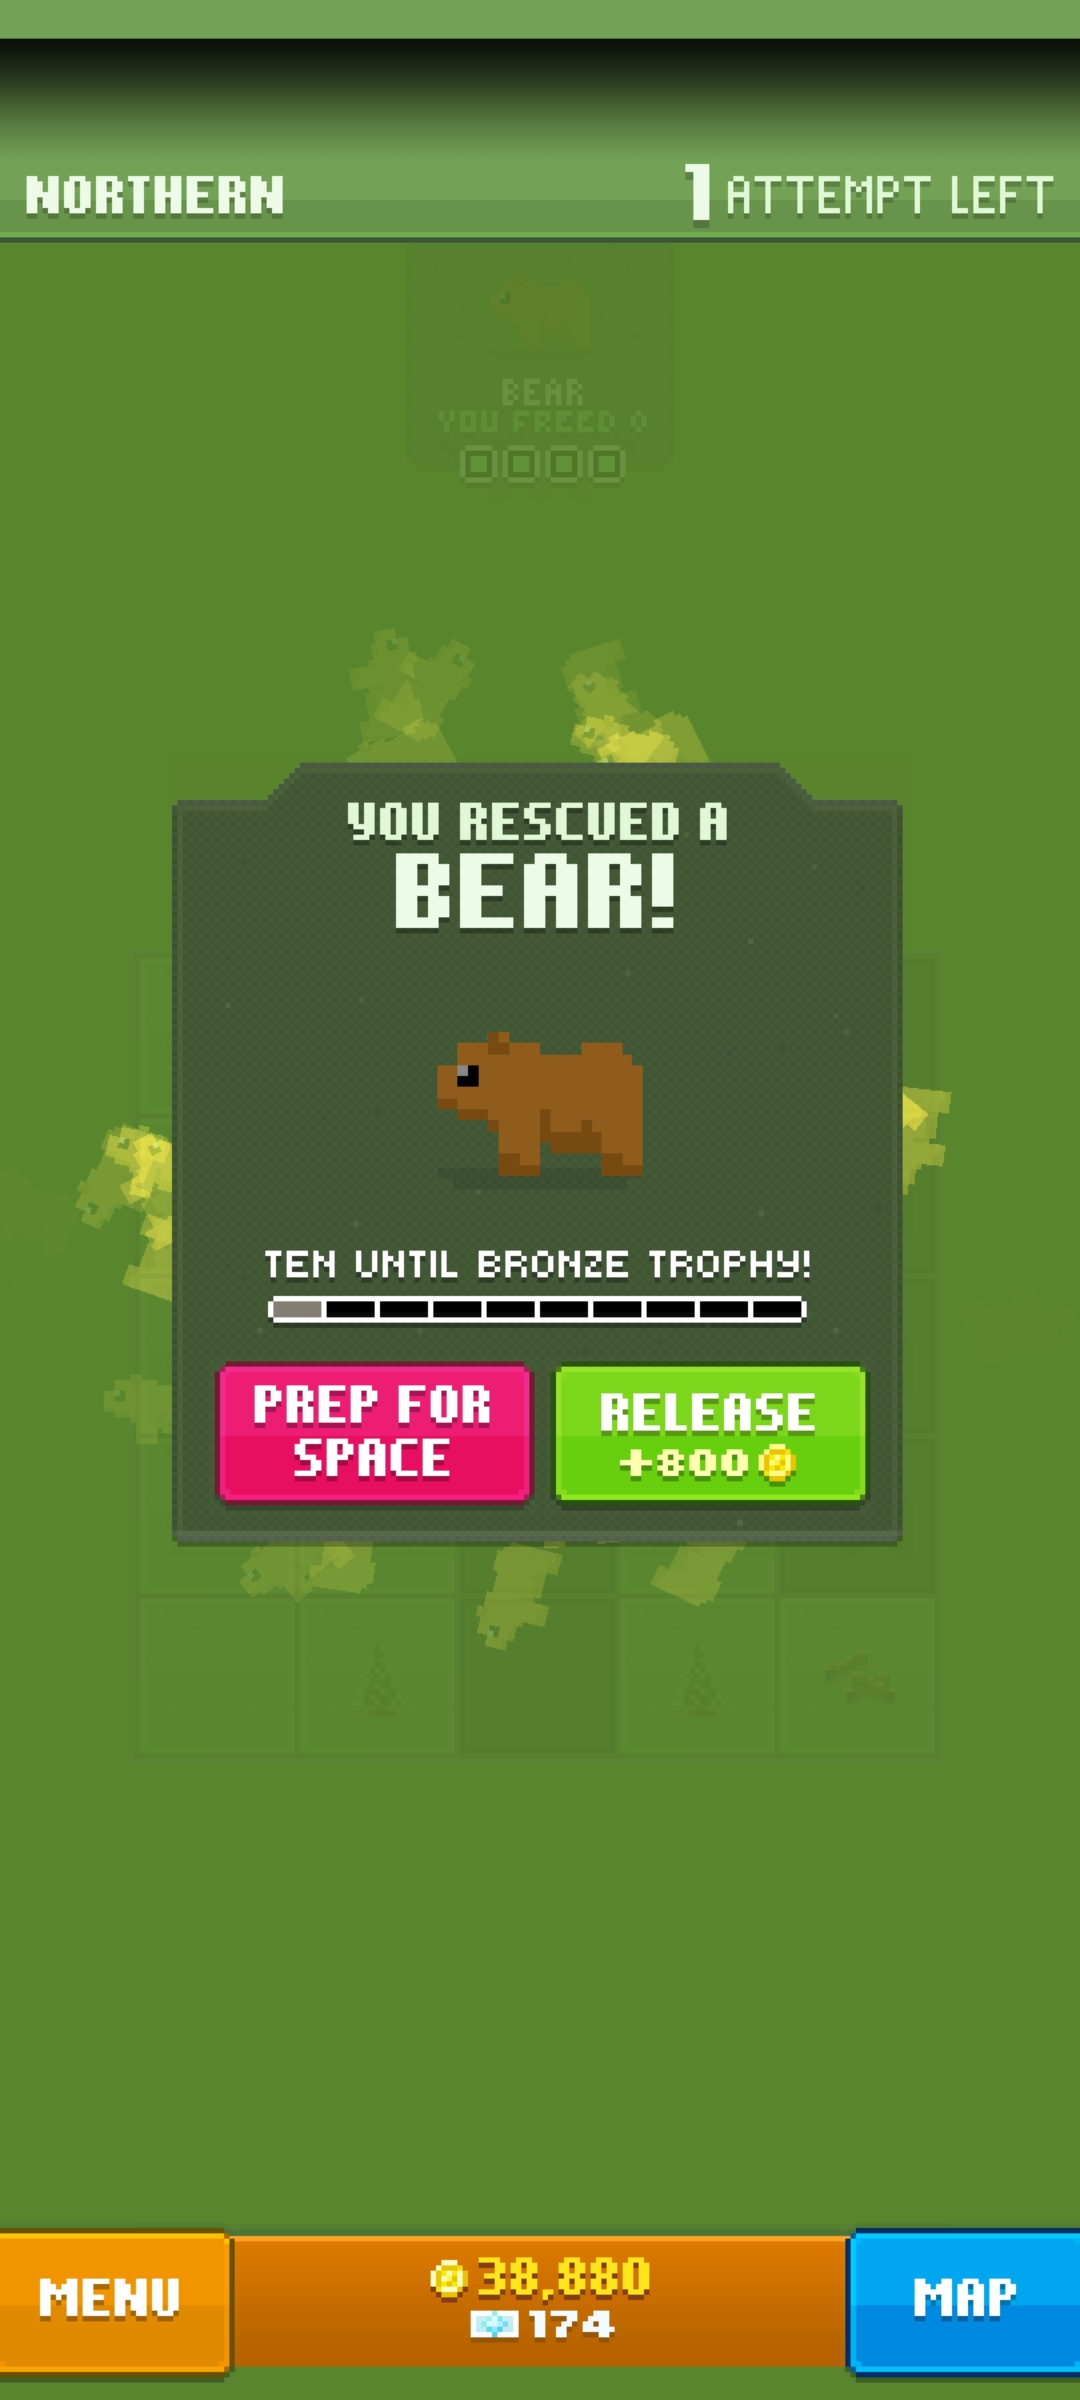 NORTHERN
1 ATTEMPT LEFT
BEAR
YOU FREED 0
YOU RESCUED A
BEAR!
TEN UNTIL BRONZE TROPHY!
PREP FOR
SPACE
RELEASE
+800
MENU
38,880
174
MAP